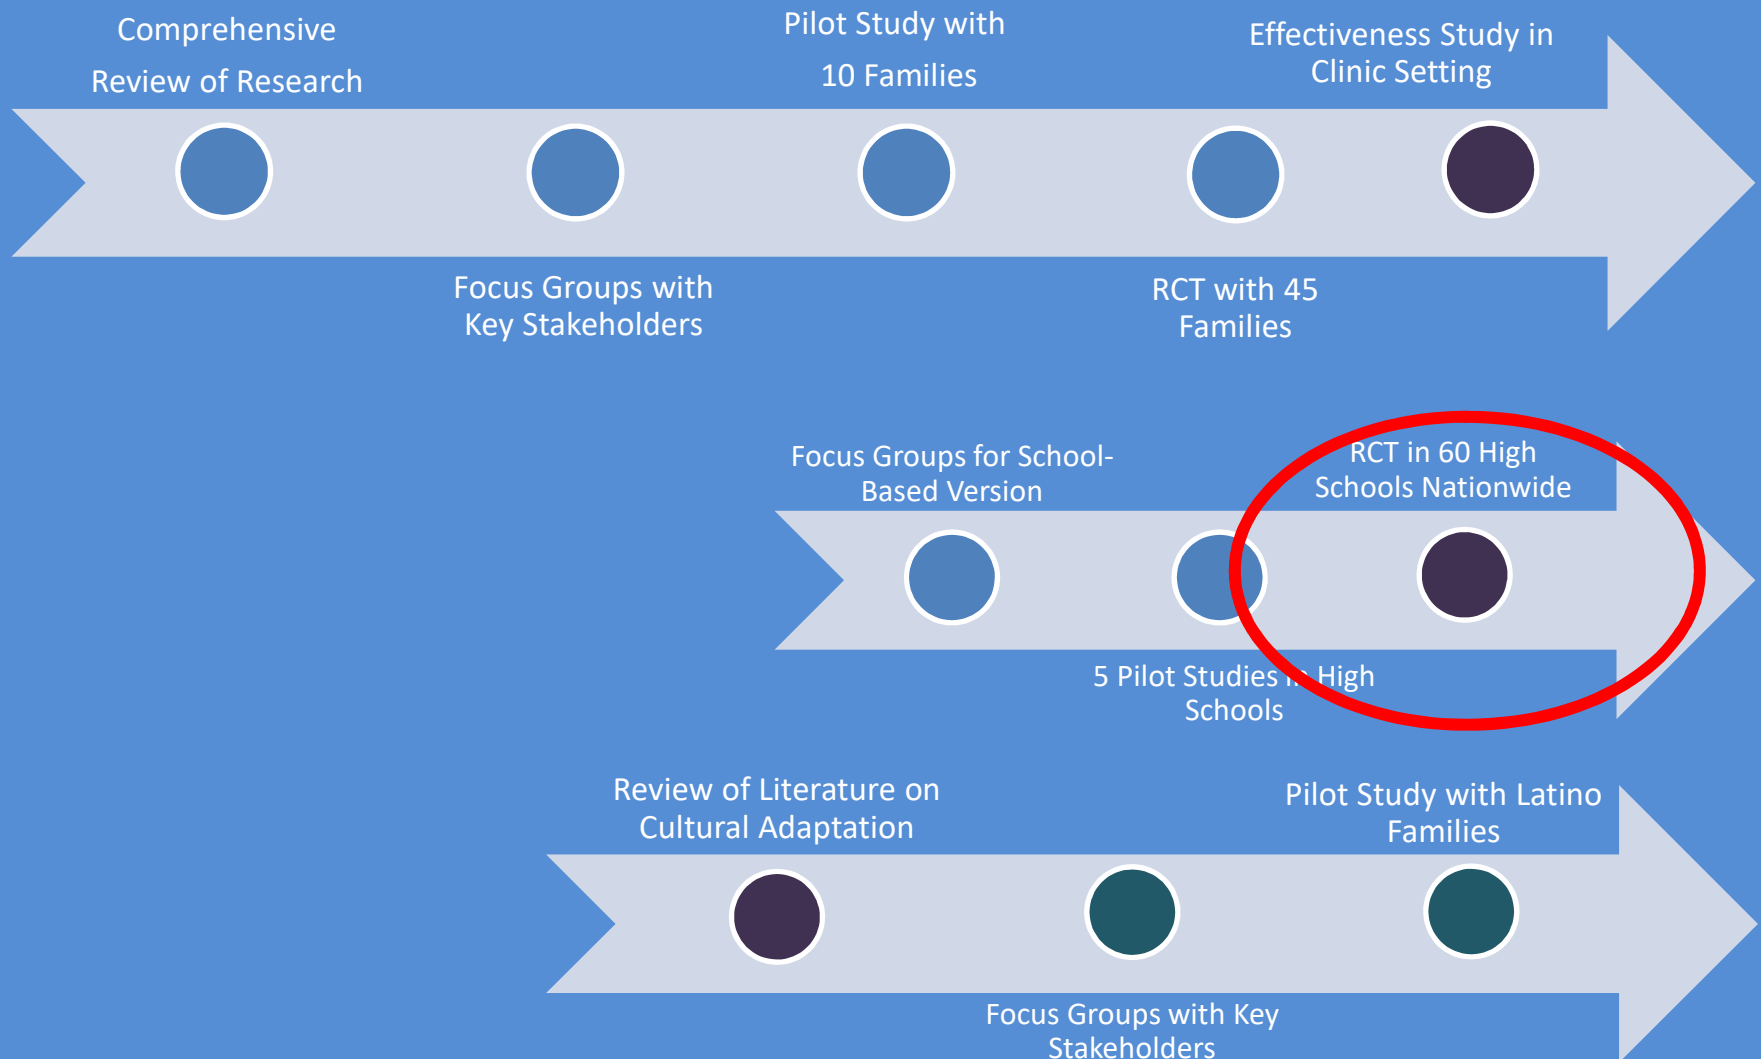 Comprehensive
Review of Research
Pilot Study with
10 Families
Effectiveness Study in
Clinic Setting
Focus Groups with
Key Stakeholders
RCT with 45
Families
Focus Groups for School-
Based Version
RCT in 60 High
Schools Nationwide
5 Pilot Studies in High
Schools
Review of Literature on
Cultural Adaptation
Pilot Study with Latino
Families
Focus Groups with Key
Stakeholders